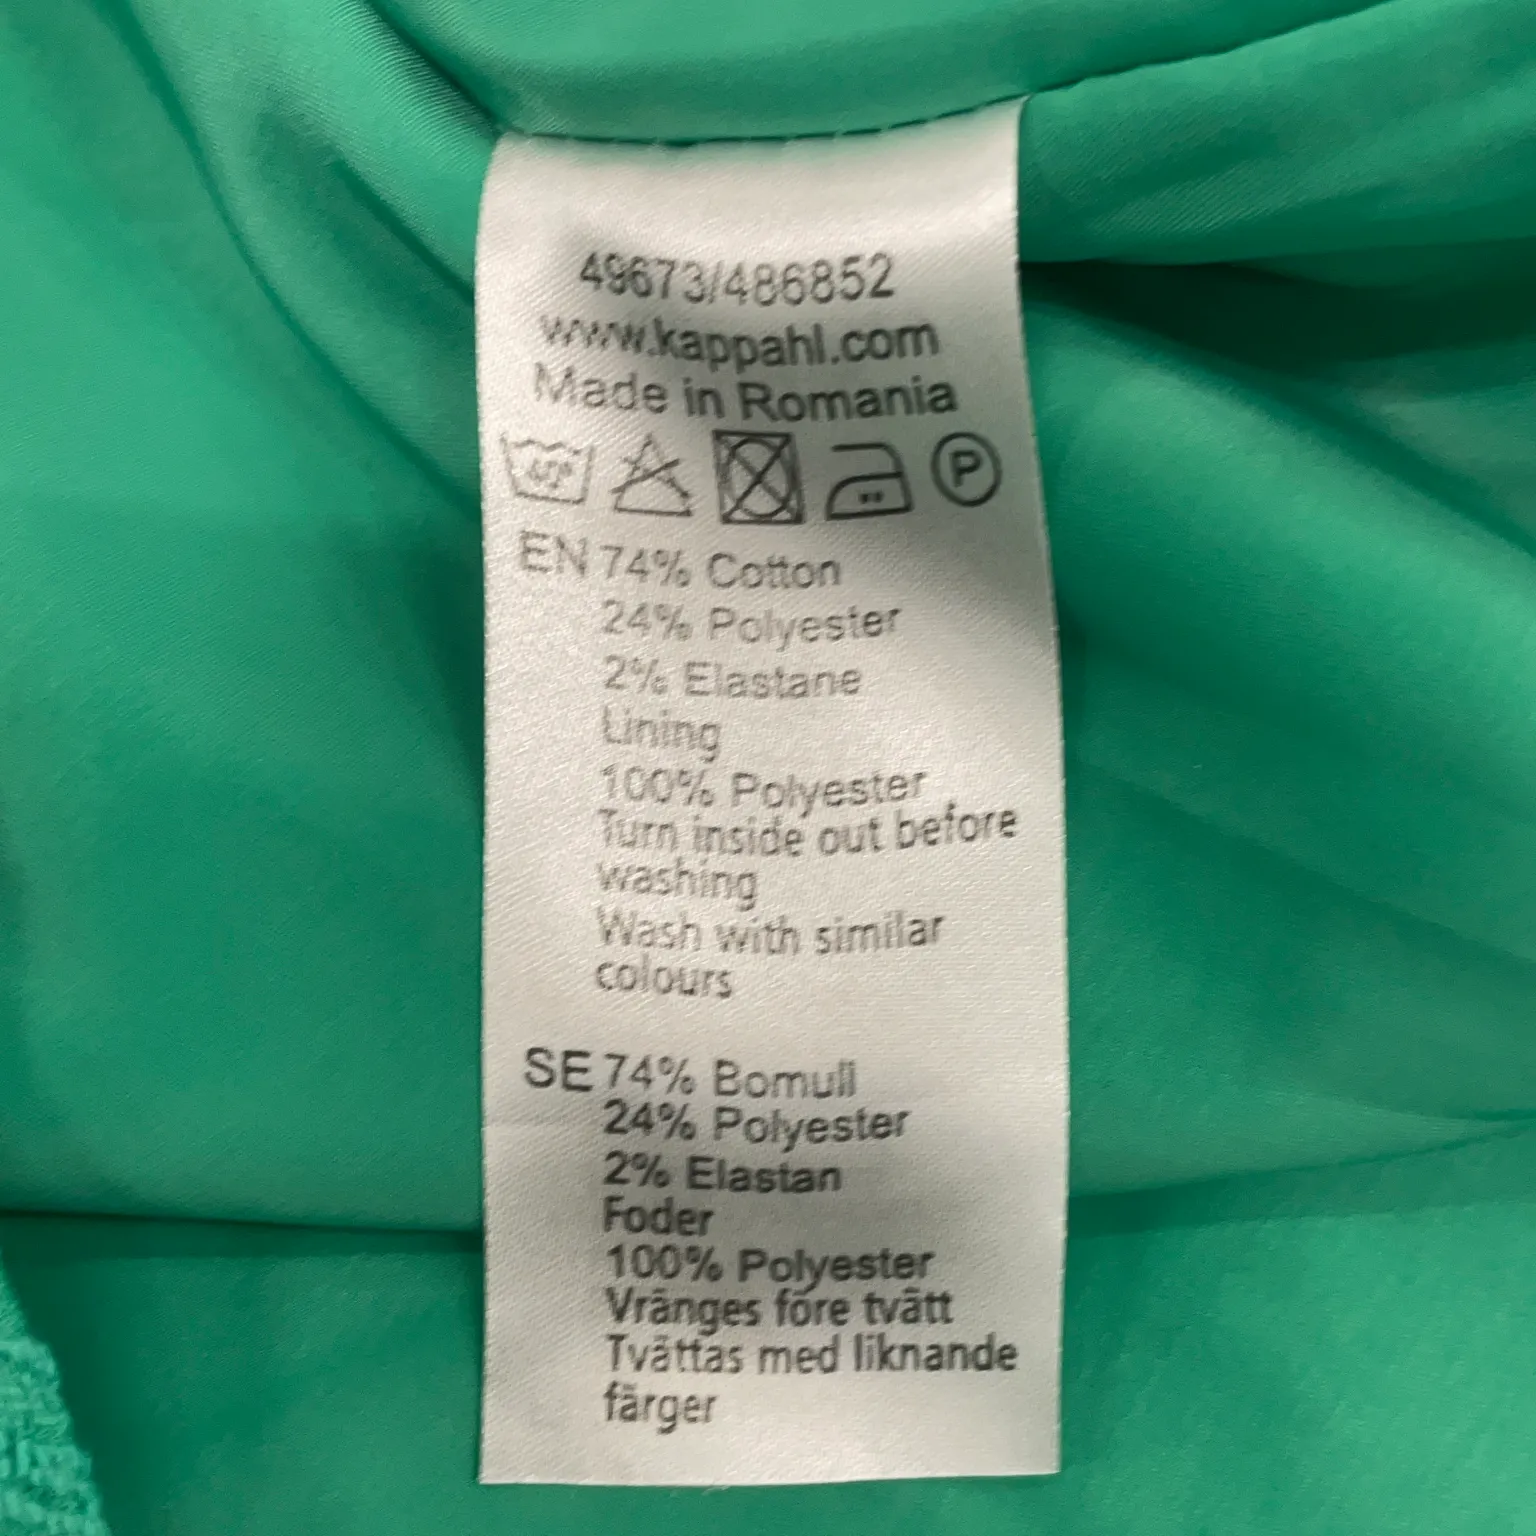 49673/486852
www.kappahl.com
Made in Romania
40° P
EN 74% Cotton
24% Polyester
2% Elastane
Lining
100% Polyester
Turn inside out before
washing
Wash with similar
colours
SE 74% Bomull
24% Polyester
2% Elastan
Foder
100% Polyester
Vränges före tvätt
Tvättas med liknande
färger